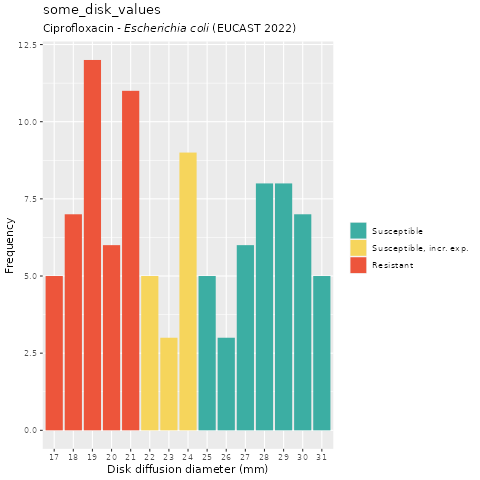 some_disk_values
Ciprofloxacin - Escherichia coli (EUCAST 2022)
12.5
10.0
7.5
5.0
2.5
0.0
Frequency
17 18 19 20 21 22 23 24 25 26 27 28 29 30 31
Disk diffusion diameter (mm)
Susceptible
Susceptible, incr. exp.
Resistant